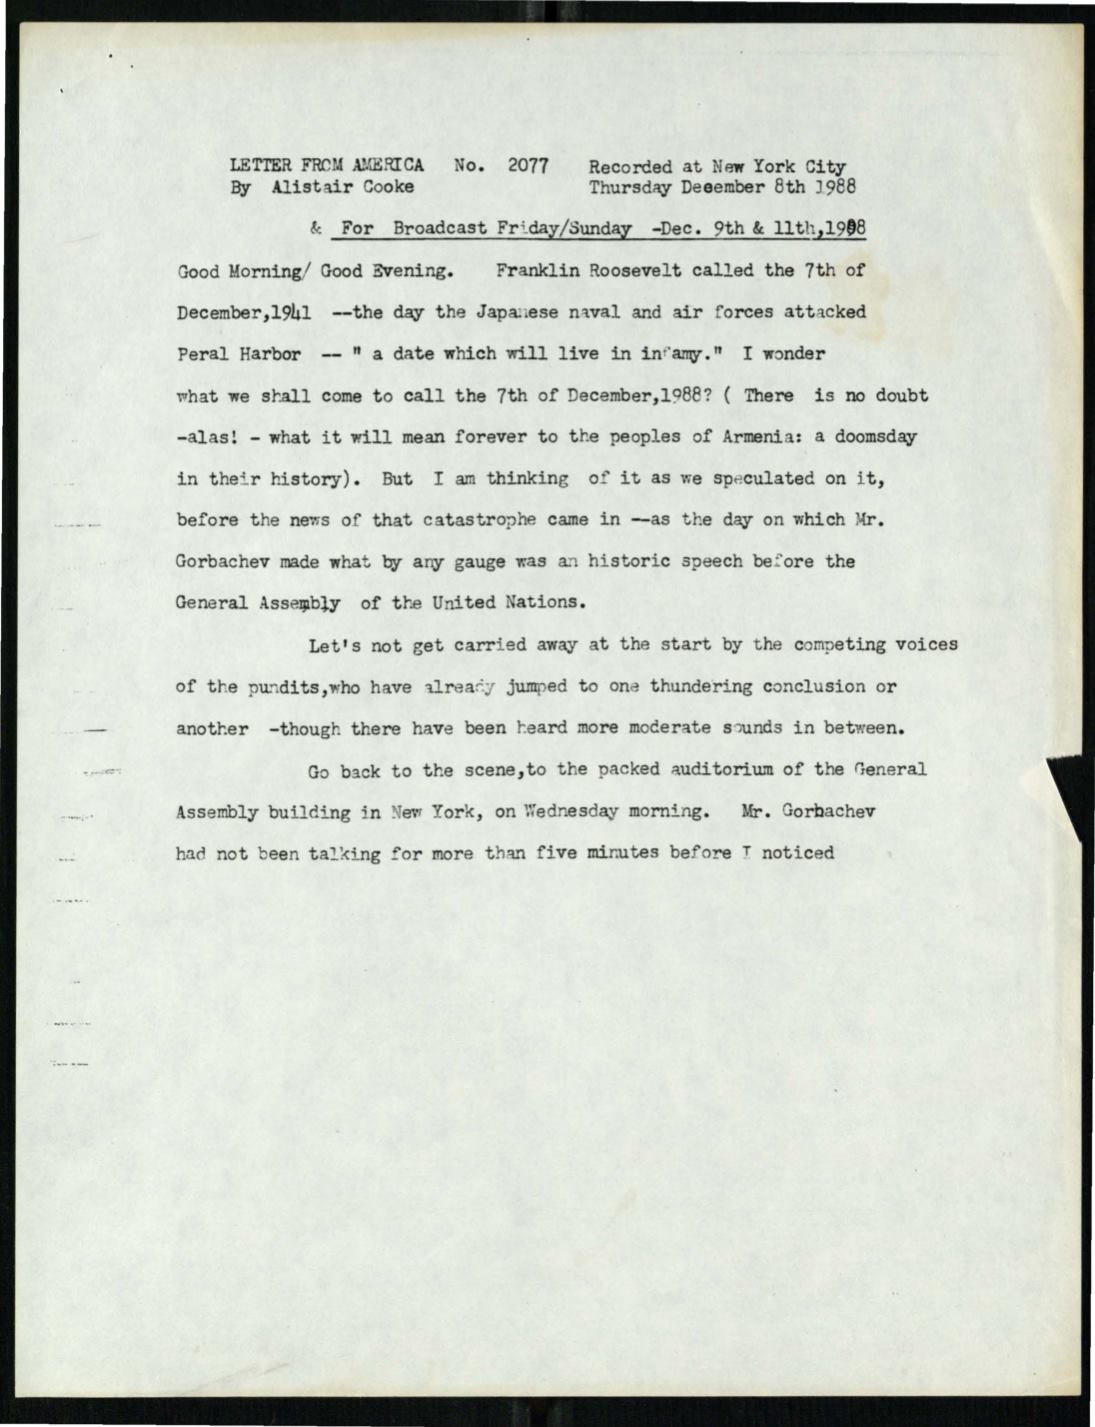 LETTER FROM AMERICA No. 2077 Recorded at New York City
By Alistair Cooke Thursday Deeember 8th 1988
& For Broadcast Friday/Sunday -Dec. 9th & 11th,1988
Good Morning/ Good Evening. Franklin Roosevelt called the 7th of
December,1941 --the day the Japanese naval and air forces attacked
Peral Harbor -- " a date which will live in infamy." I wonder
what we shall come to call the 7th of December,1988? ( There is no doubt
-alas! - what it will mean forever to the peoples of Armenia: a doomsday
in their history). But I am thinking of it as we speculated on it,
before the news of that catastrophe came in --as the day on which Mr.
Gorbachev made what by any gauge was an historic speech before the
General Assembly of the United Nations.
Let's not get carried away at the start by the competing voices
of the pundits,who have already jumped to one thundering conclusion or
another -though there have been heard more moderate sounds in between.
Go back to the scene,to the packed auditorium of the General
Assembly building in New York, on Wednesday morning. Mr. Gorbachev
had not been talking for more than five minutes before I noticed